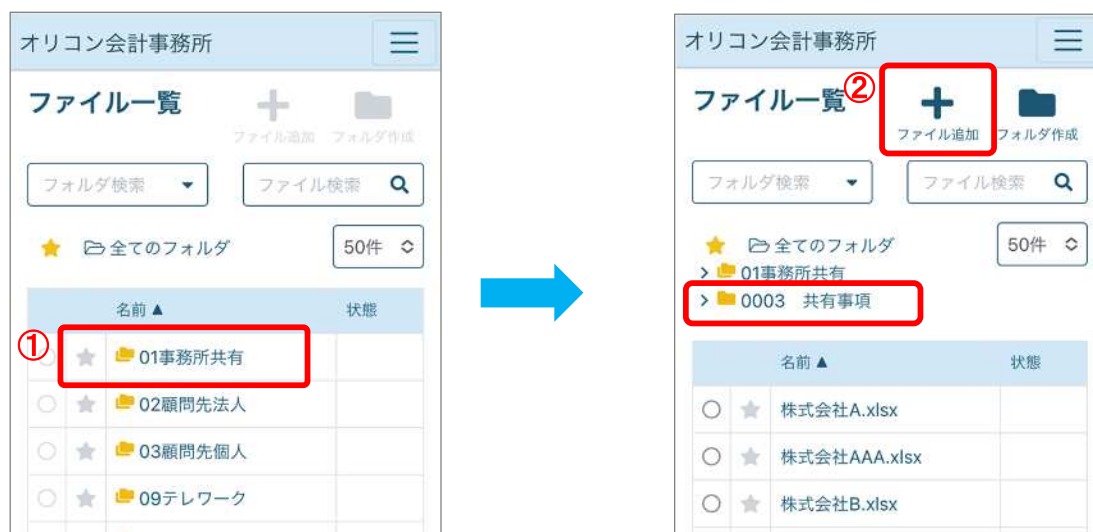 オリコン会計事務所
ファイル一覧
ファイル追加 フォルダ作成
フォルダ検索 ファイル検索
全てのフォルダ 50件
名前▲ 状態
①
01事務所共有
02顧問先法人
03顧問先個人
09テレワーク
オリコン会計事務所
ファイル一覧
②
ファイル追加 フォルダ作成
フォルダ検索 ファイル検索
全てのフォルダ 50件
> 01事務所共有
> 0003 共有事項
名前▲ 状態
株式会社A.xlsx
株式会社AAA.xlsx
株式会社B.xlsx